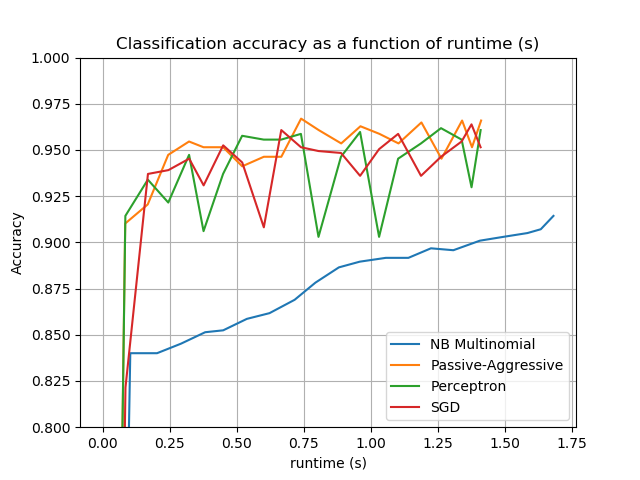 Classification accuracy as a function of runtime (s)
1.000
0.975
0.950
0.925
0.900
0.875
0.850
0.825
0.800
Accuracy
0.00 0.25 0.50 0.75 1.00 1.25 1.50 1.75
runtime (s)
NB Multinomial
Passive-Aggressive
Perceptron
SGD